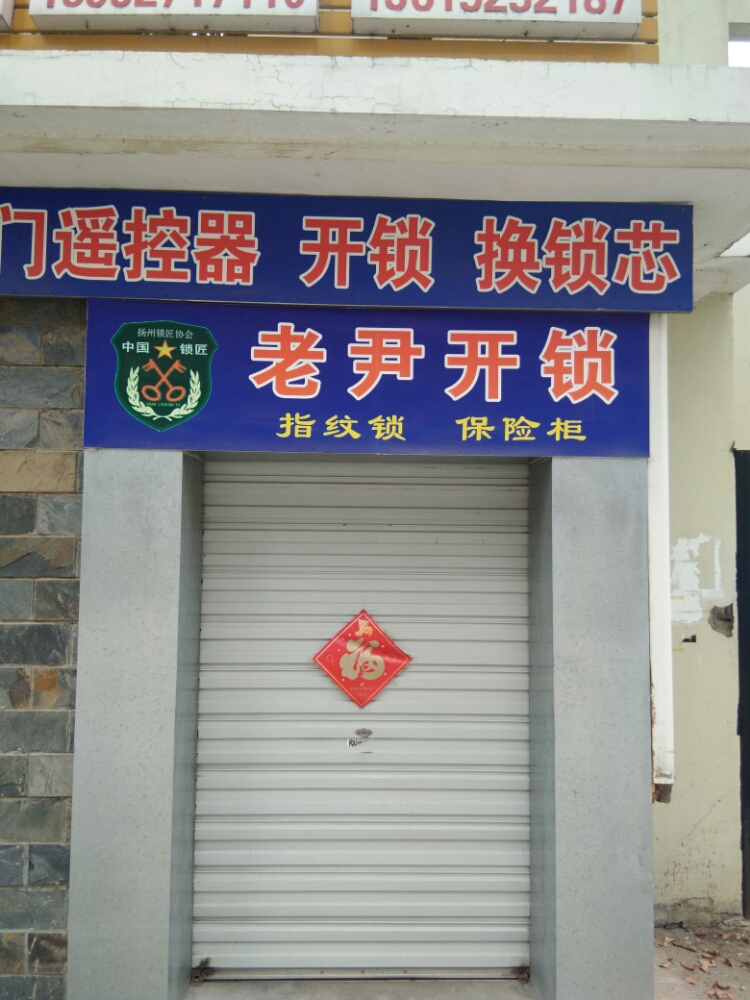 门遥控器 开锁 换锁芯
扬州锁匠协会
中国 锁匠
老尹开锁
指纹锁 保险柜
福